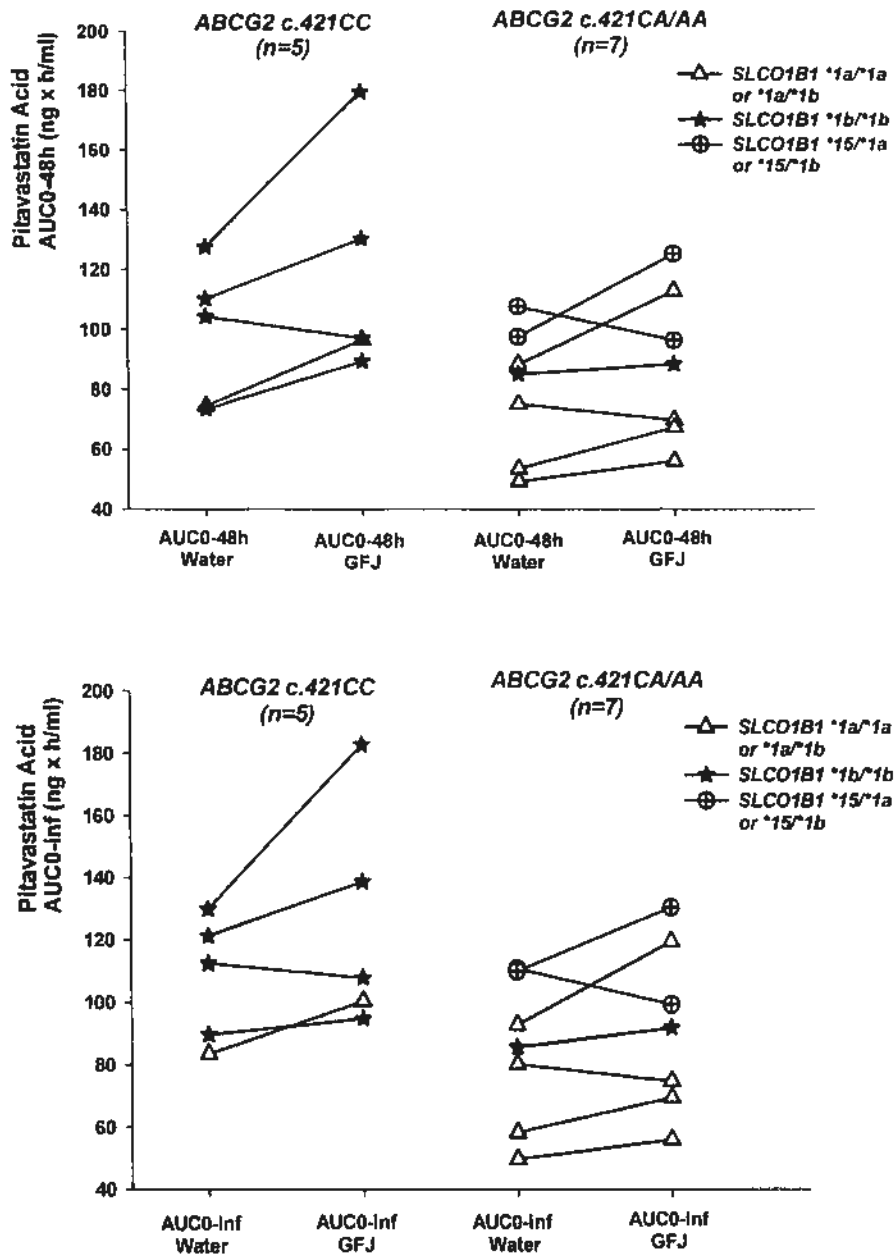 ABCG2 c.421CC
(n=5)
ABCG2 c.421CA/AA
(n=7)
SLCO1B1 *1a/*1a
or *1a/*1b
SLCO1B1 *1b/*1b
SLCO1B1 *15/*1a
or *15/*1b
Pitavastatin Acid
AUC0-48h (ng x h/ml)
200
180
160
140
120
100
80
60
40
AUC0-48h
Water
AUC0-48h
GFJ
AUC0-48h
Water
AUC0-48h
GFJ
ABCG2 c.421CC
(n=5)
ABCG2 c.421CA/AA
(n=7)
SLCO1B1 *1a/*1a
or *1a/*1b
SLCO1B1 *1b/*1b
SLCO1B1 *15/*1a
or *15/*1b
Pitavastatin Acid
AUC0-inf (ng x h/ml)
200
180
160
140
120
100
80
60
40
AUC0-Inf
Water
AUC0-Inf
GFJ
AUC0-inf
Water
AUC0-Inf
GFJ